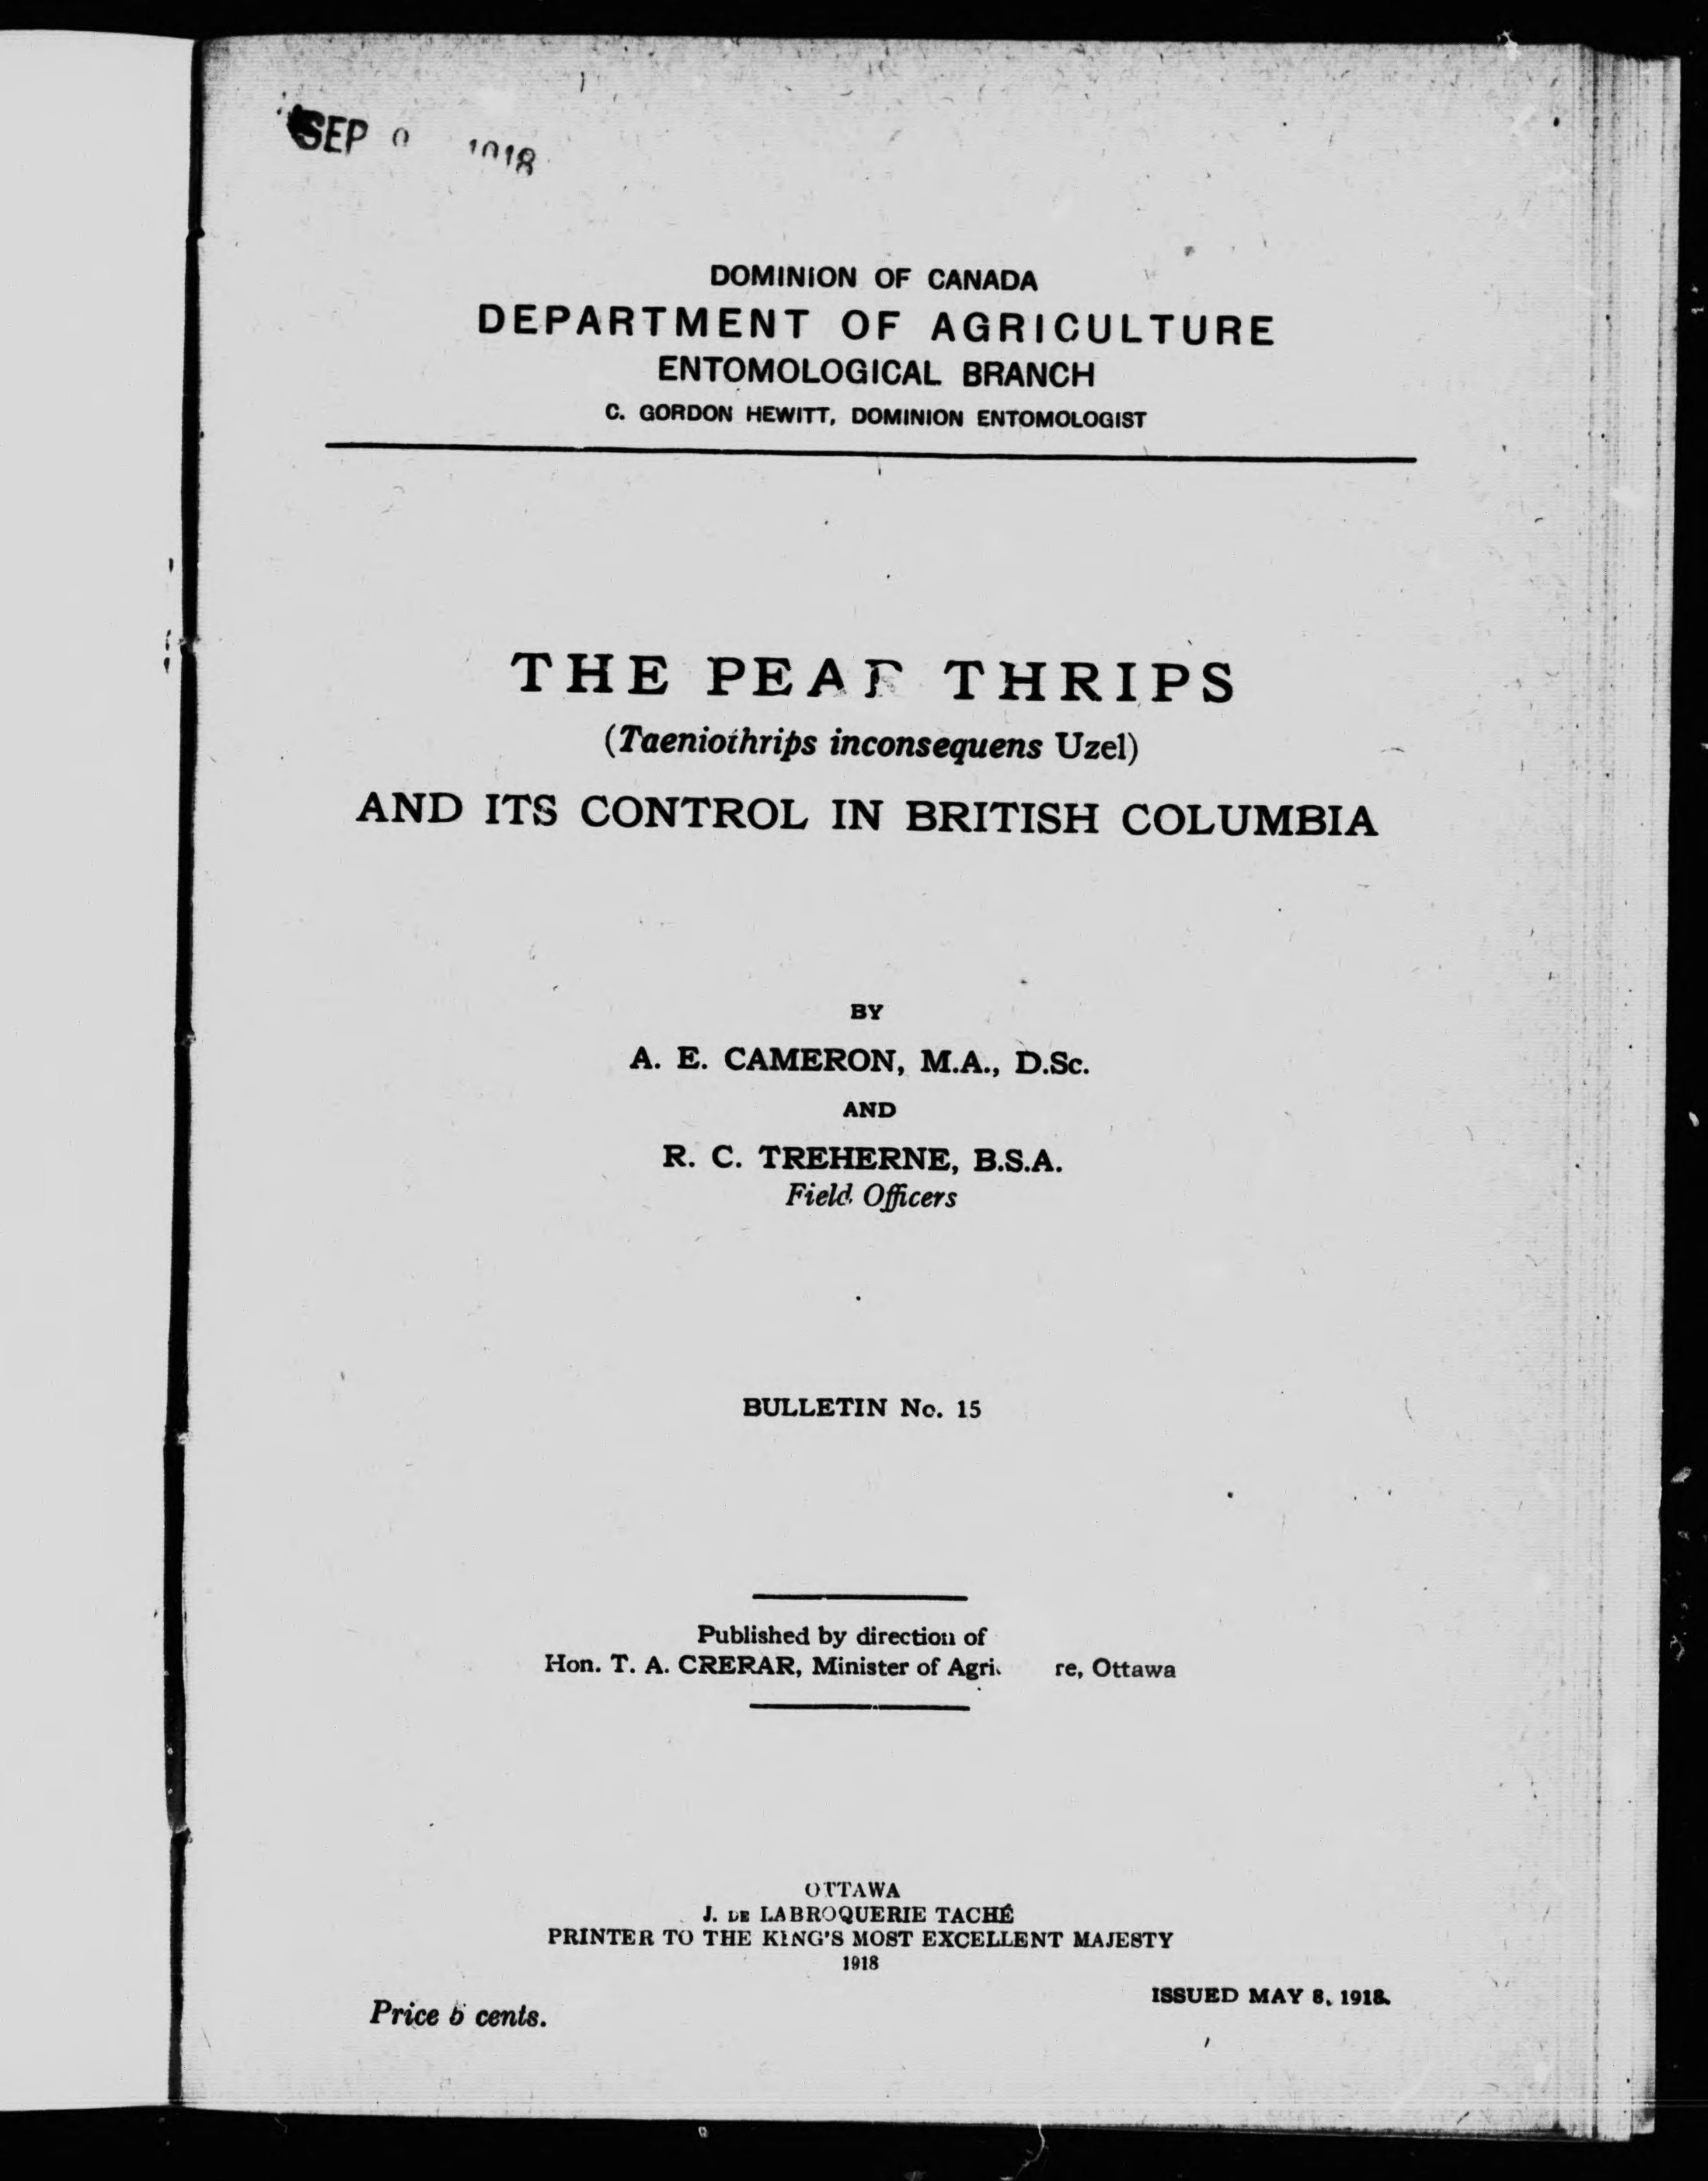 SEP 1918
DOMINION OF CANADA
DEPARTMENT OF AGRICULTURE
ENTOMOLOGICAL BRANCH
C. GORDON HEWITT, DOMINION ENTOMOLOGIST
THE PEAR THRIPS
(Taeniothrips inconsequens Uzel)
AND ITS CONTROL IN BRITISH COLUMBIA
BY
A. E. CAMERON, M.A., D.Sc.
AND
R. C. TREHERNE, B.S.A.
Field Officers
BULLETIN No. 15
Published by direction of
Hon. T. A. CRERAR, Minister of Agri re, Ottawa
OTTAWA
J. DE LABROQUERIE TACHÉ
PRINTER TO THE KING'S MOST EXCELLENT MAJESTY
1918
ISSUED MAY 8, 1918.
Price cents.